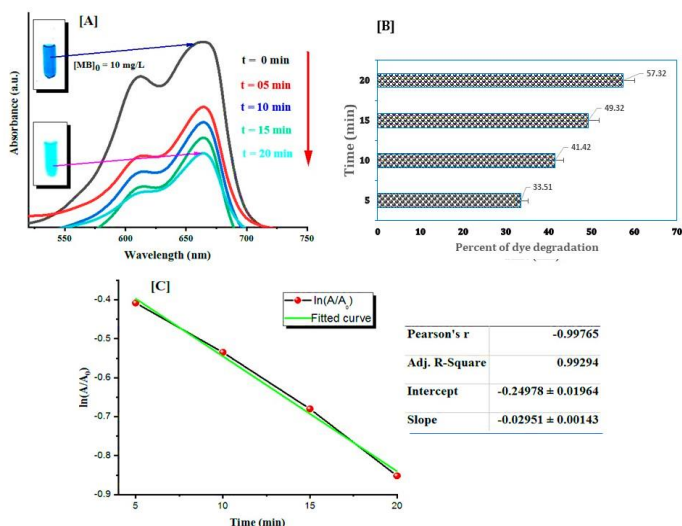 [A]
[MB]0 = 10 mg/L
t = 0 min
t = 05 min
t = 10 min
t = 15 min
t = 20 min
Absorbance (a.u.)
550 600 650 700 750
Wavelength (nm)
[B]
Time (min)
20
57.32
15
49.32
10
41.42
5
33.51
0 10 20 30 40 50 60 70
Percent of dye degradation
[C]
ln(A/A0)
Fitted curve
ln(A/A0)
-0.4
-0.5
-0.6
-0.7
-0.8
-0.9
5 10 15 20
Time (min)
Pearson's r -0.99765
Adj. R-Square 0.99294
Intercept -0.24978 ± 0.01964
Slope -0.02951 ± 0.00143